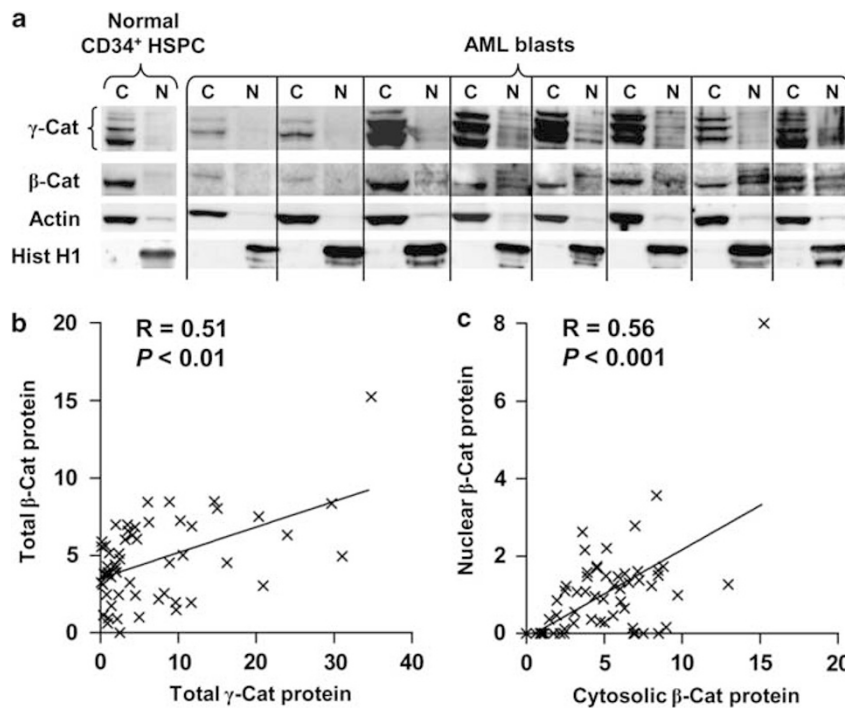 a
Normal
CD34⁺ HSPC
AML blasts
C N C N C N C N C N C N C N C N C N
γ-Cat
β-Cat
Actin
Hist H1
b
R = 0.51
P < 0.01
20
15
10
5
0
Total β-Cat protein
0 10 20 30 40
Total γ-Cat protein
c
R = 0.56
P < 0.001
8
6
4
2
0
Nuclear β-Cat protein
0 5 10 15 20
Cytosolic β-Cat protein